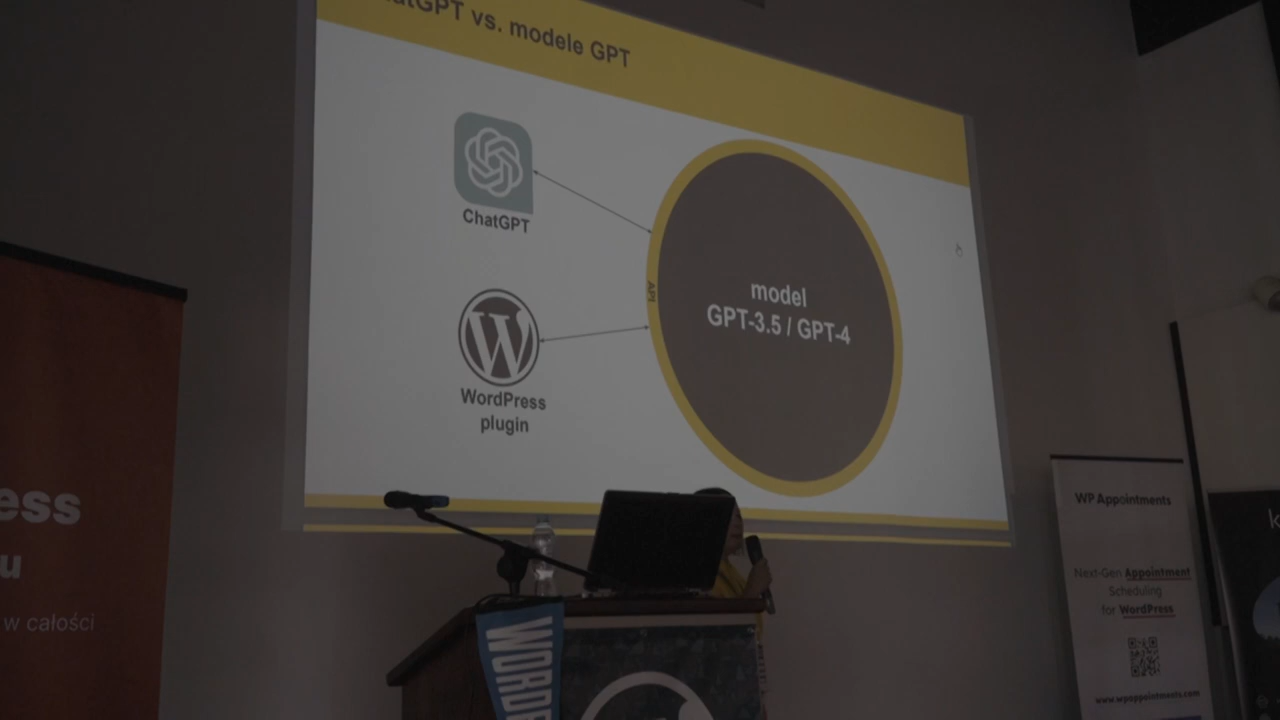 vs. modele GPT
ChatGPT
API
model
GPT-3.5 / GPT-4
WordPress
plugin
ess
u
w całości
WP Appointments
Next-Gen Appointment
Scheduling
for WordPress
www.wpappointments.com